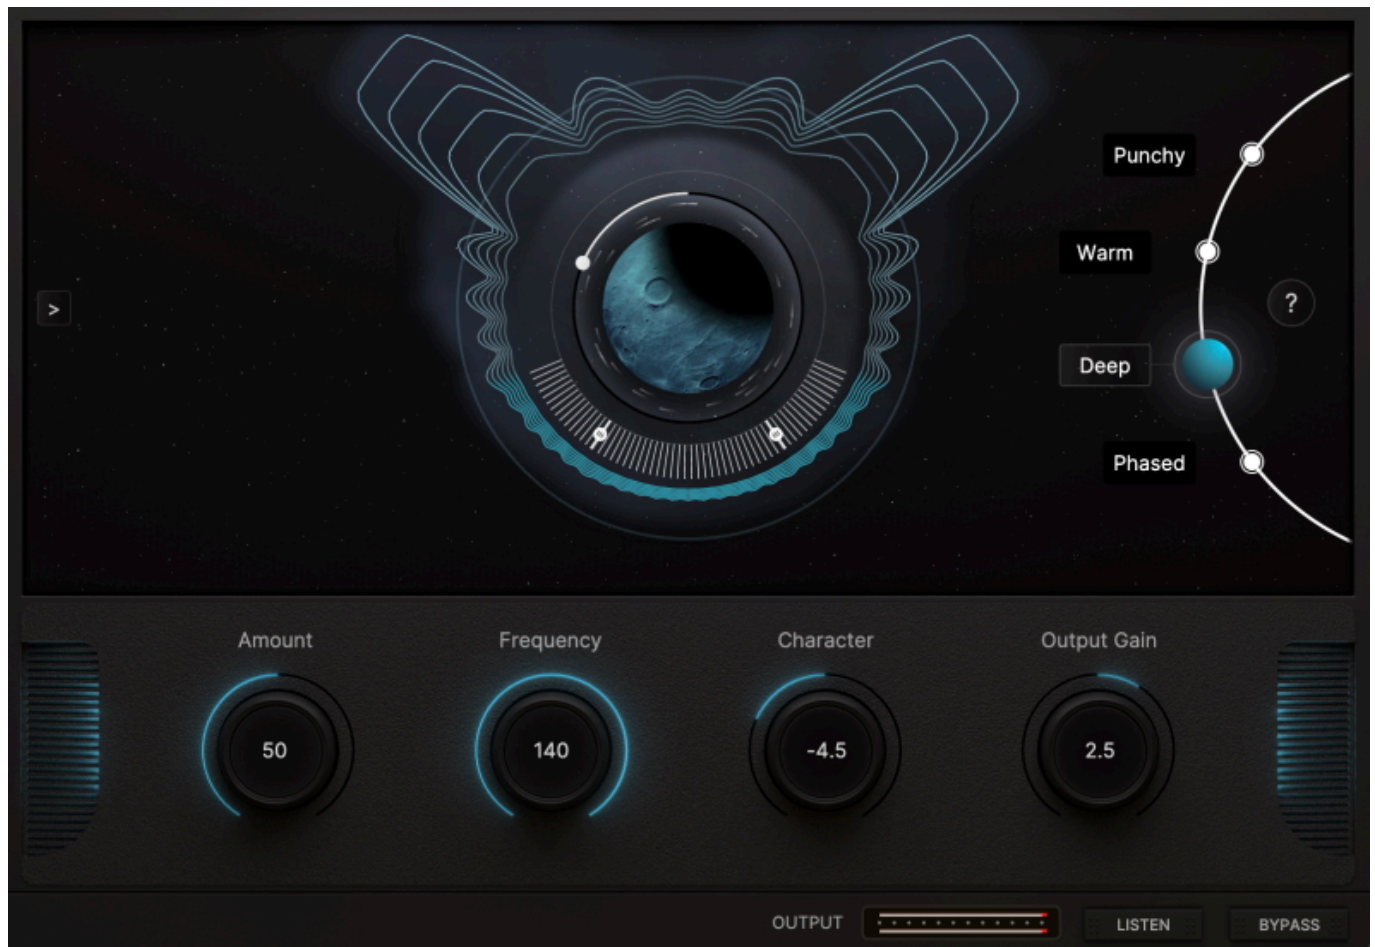 Punchy
Warm
>
?
Deep
Phased
Amount
Frequency
Character
Output Gain
50
140
-4.5
2.5
OUTPUT
LISTEN
BYPASS